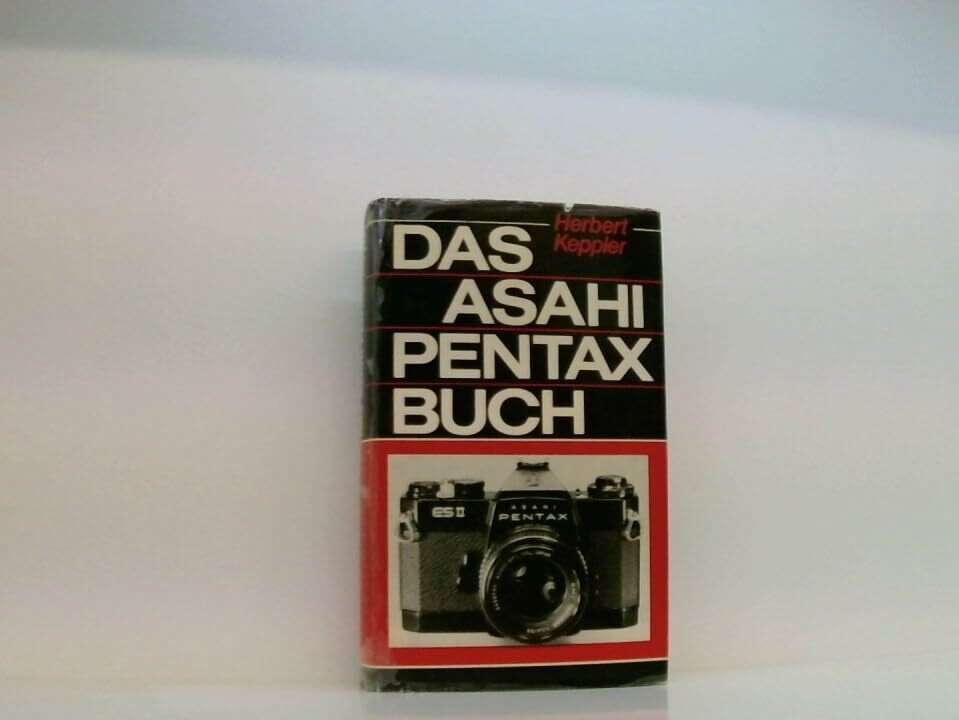 Herbert
Keppler
DAS
ASAHI
PENTAX
BUCH
ES II
ASAHI
PENTAX